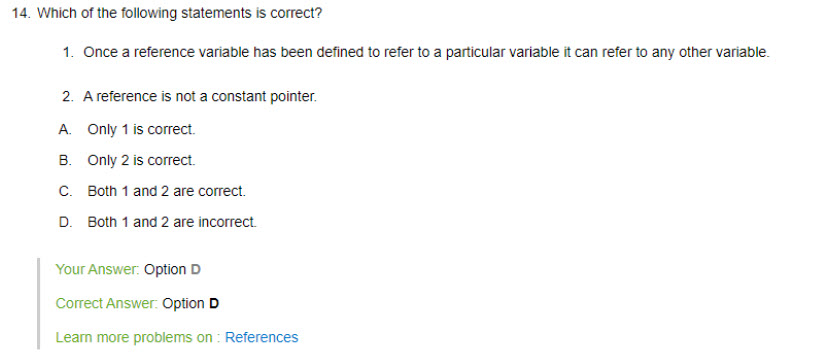 14. Which of the following statements is correct?
1. Once a reference variable has been defined to refer to a particular variable it can refer to any other variable.
2. A reference is not a constant pointer.
A. Only 1 is correct.
B. Only 2 is correct.
C. Both 1 and 2 are correct.
D. Both 1 and 2 are incorrect.
Your Answer: Option D
Correct Answer: Option D
Learn more problems on : References